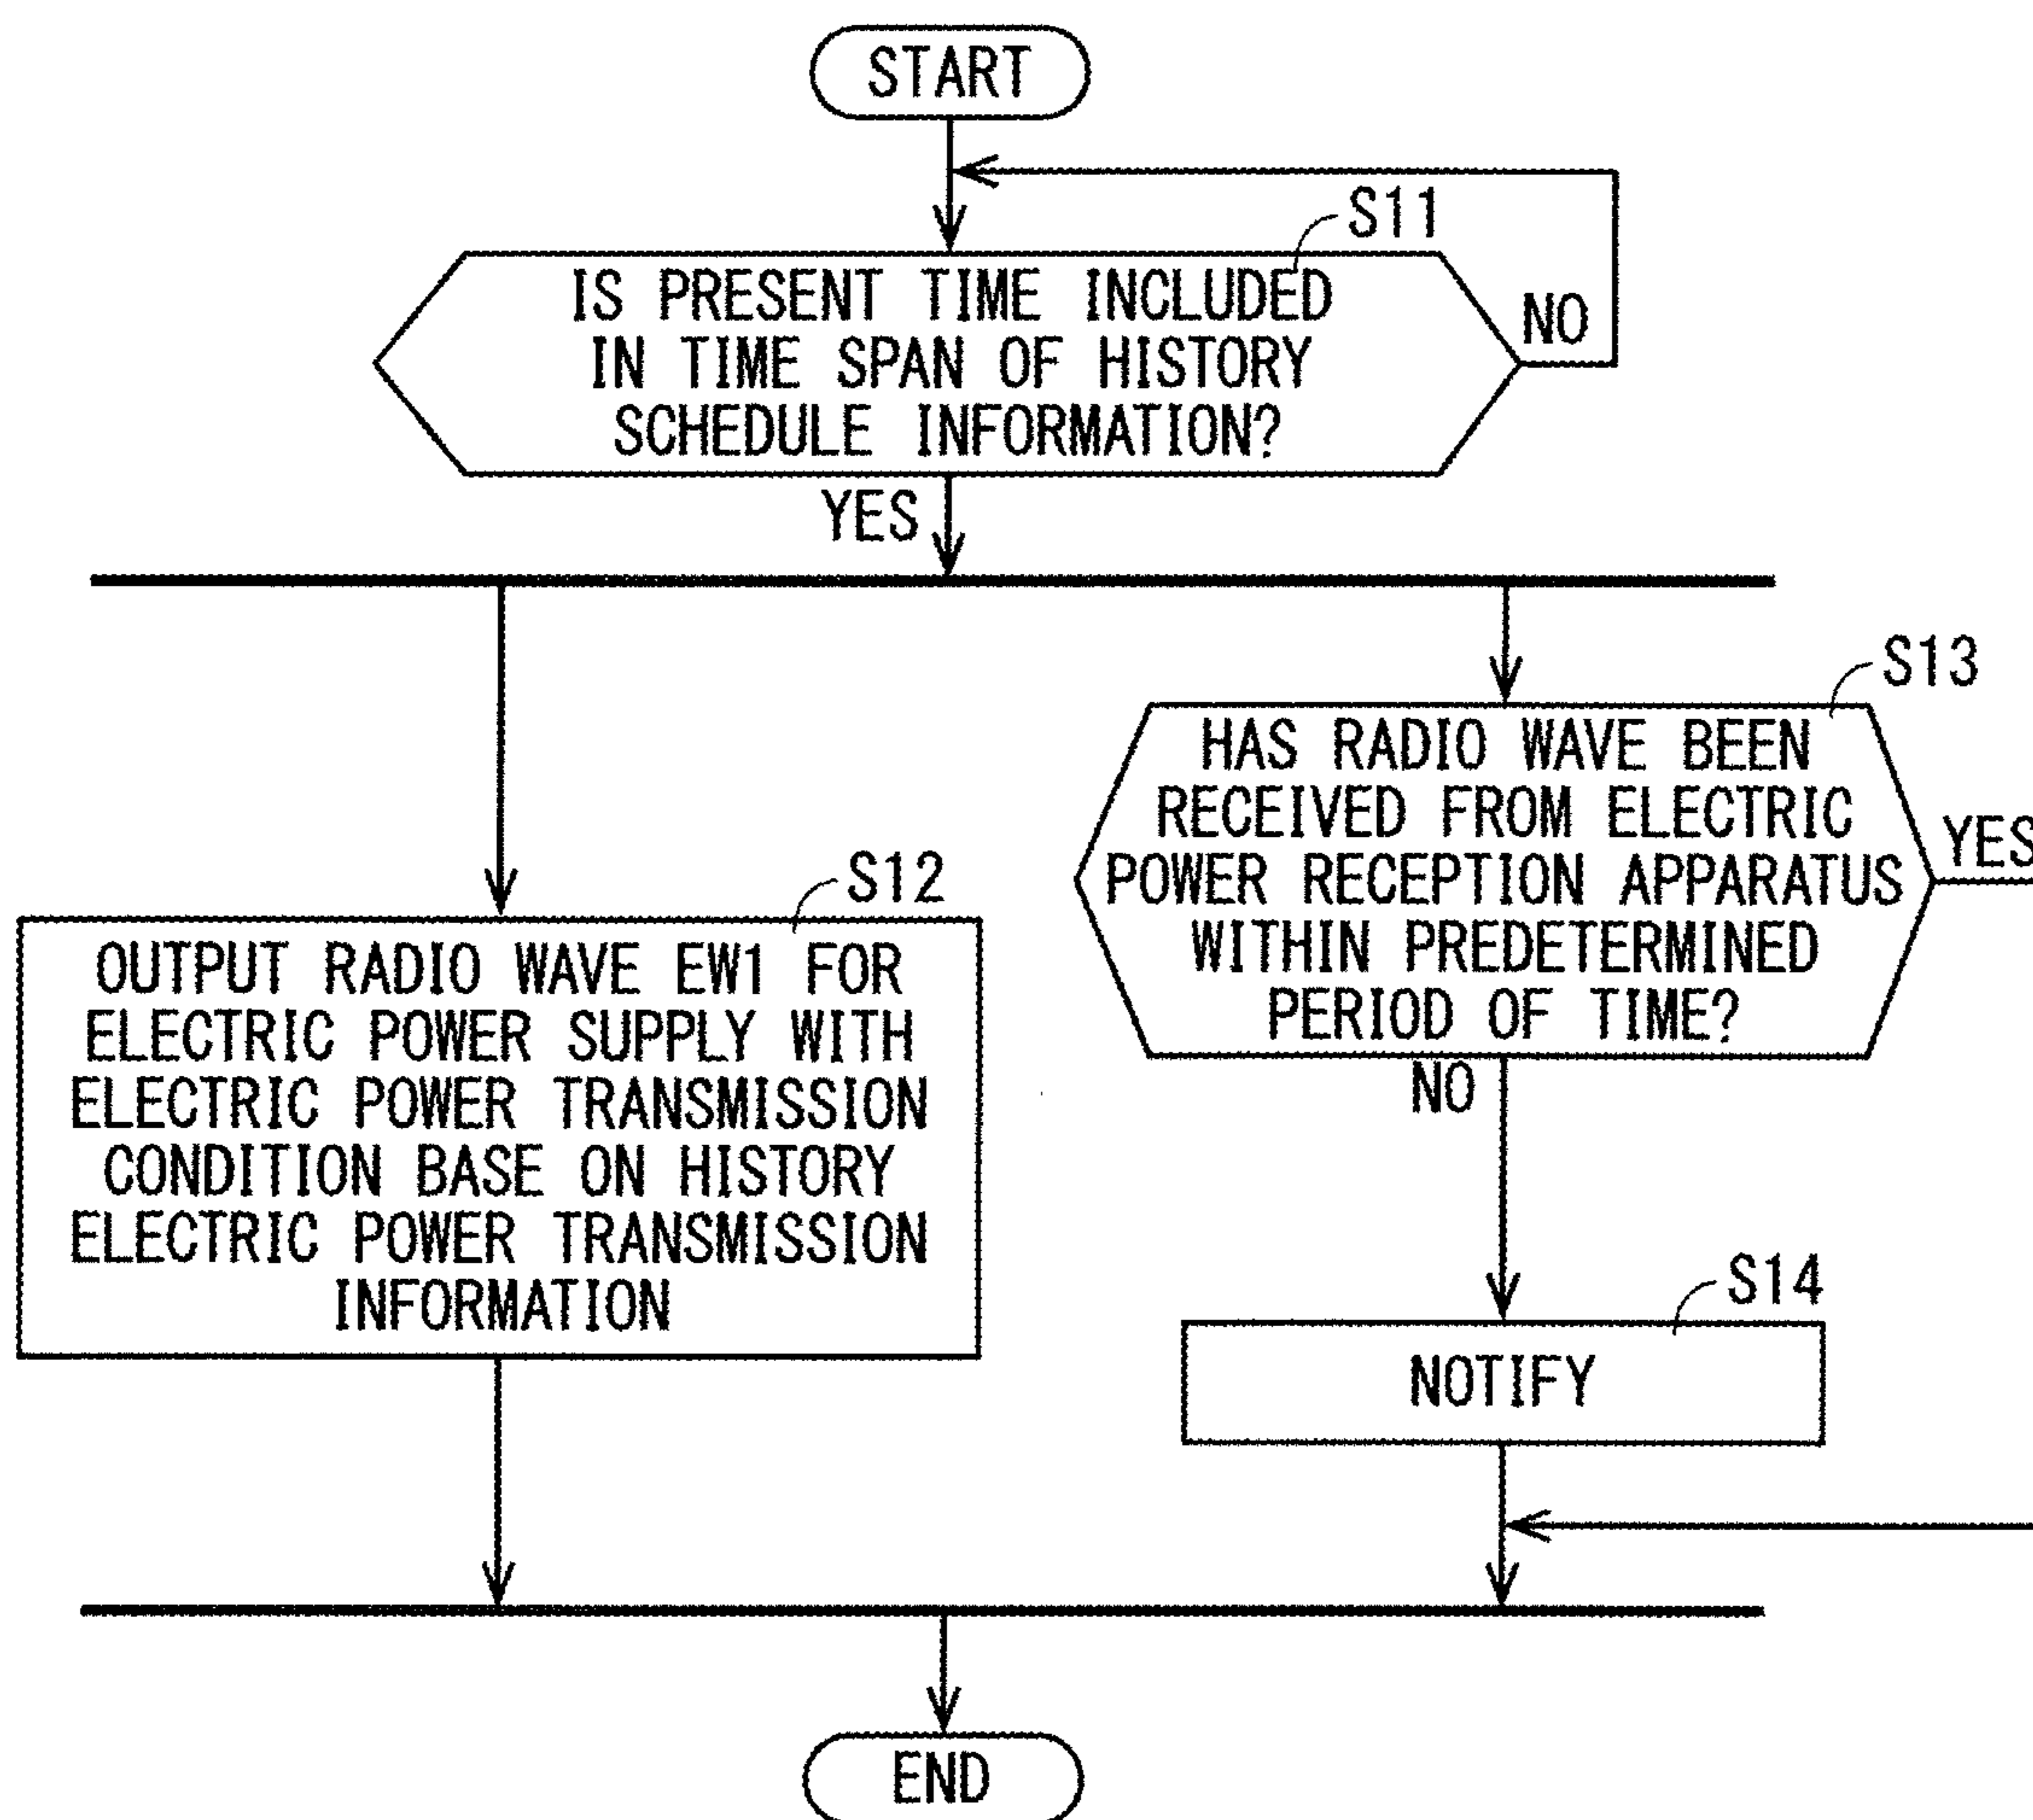 START
S11
IS PRESENT TIME INCLUDED
IN TIME SPAN OF HISTORY
SCHEDULE INFORMATION?
NO
YES
S13
HAS RADIO WAVE BEEN
RECEIVED FROM ELECTRIC
POWER RECEPTION APPARATUS
WITHIN PREDETERMINED
PERIOD OF TIME?
YES
NO
S12
OUTPUT RADIO WAVE EW1 FOR
ELECTRIC POWER SUPPLY WITH
ELECTRIC POWER TRANSMISSION
CONDITION BASE ON HISTORY
ELECTRIC POWER TRANSMISSION
INFORMATION
S14
NOTIFY
END